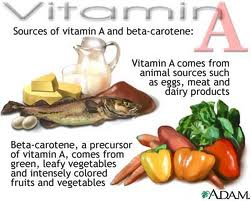 Vitamin A
Sources of vitamin A and beta-carotene:
Vitamin A comes from
animal sources such
as eggs, meat and
dairy products
Beta-carotene, a precursor
of vitamin A, comes from
green, leafy vegetables
and intensely colored
fruits and vegetables
ADAM.